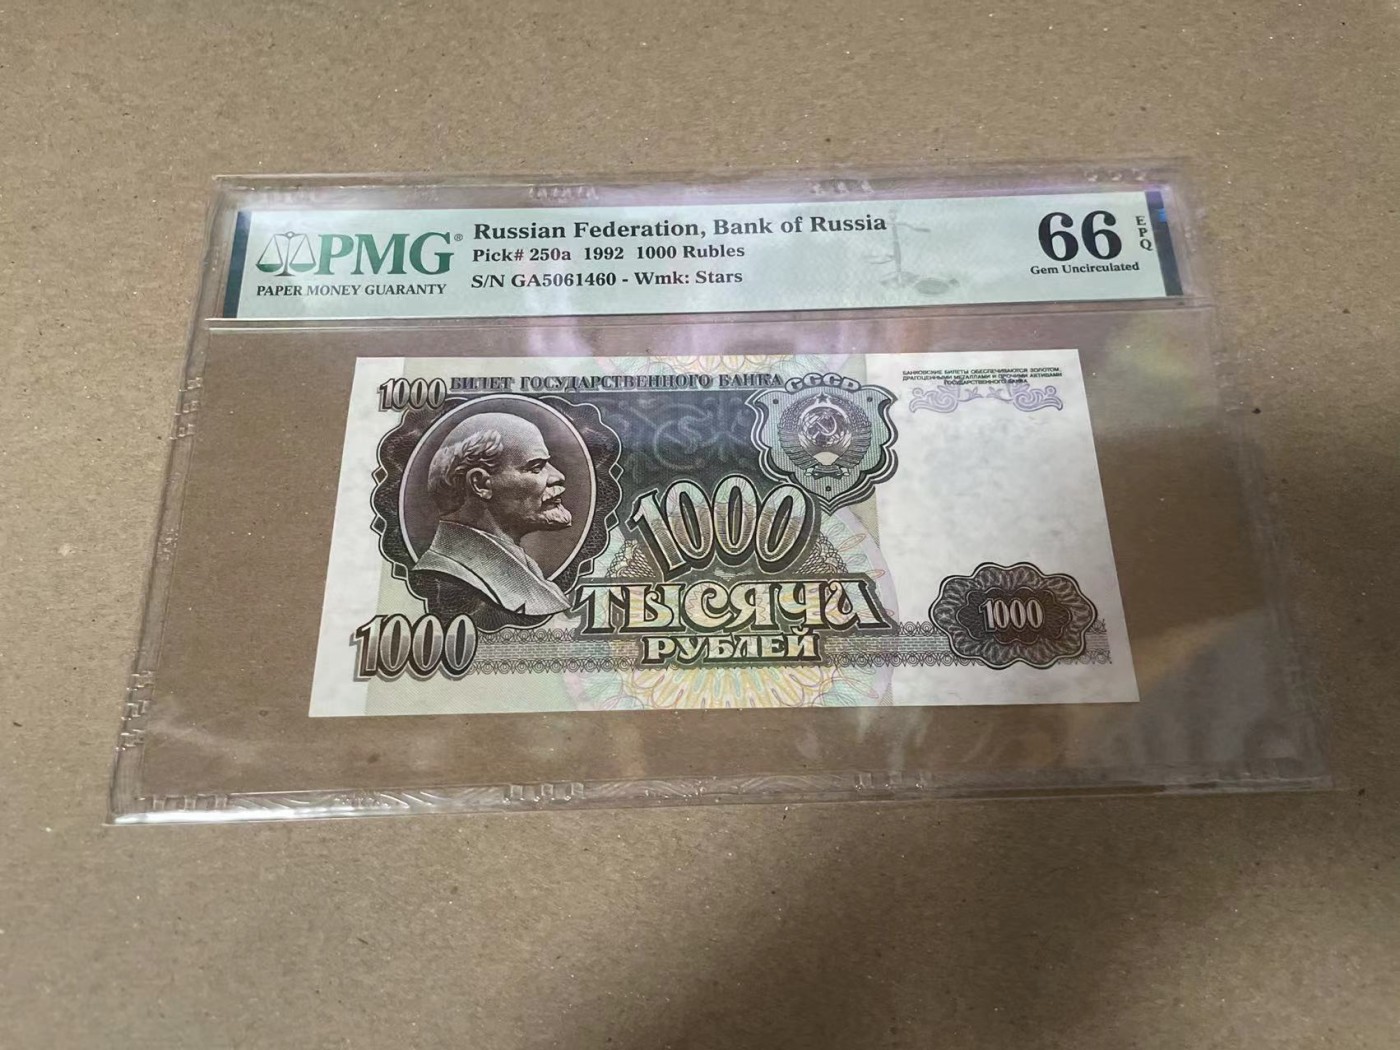 PMG®
PAPER MONEY GUARANTY
Russian Federation, Bank of Russia
Pick# 250a 1992 1000 Rubles
S/N GA5061460 - Wmk: Stars
66
EPQ
Gem Uncirculated
1000 БИЛЕТ ГОСУДАРСТВЕННОГО БАНКА СССР
БАНКОВСКИЕ БИЛЕТЫ ОБЕСПЕЧИВАЮТСЯ ЗОЛОТОМ,
ДРАГОЦЕННЫМИ МЕТАЛЛАМИ И ПРОЧИМИ АКТИВАМИ
ГОСУДАРСТВЕННОГО БАНКА
1000
ТЫСЯЧА
РУБЛЕЙ
1000
1000